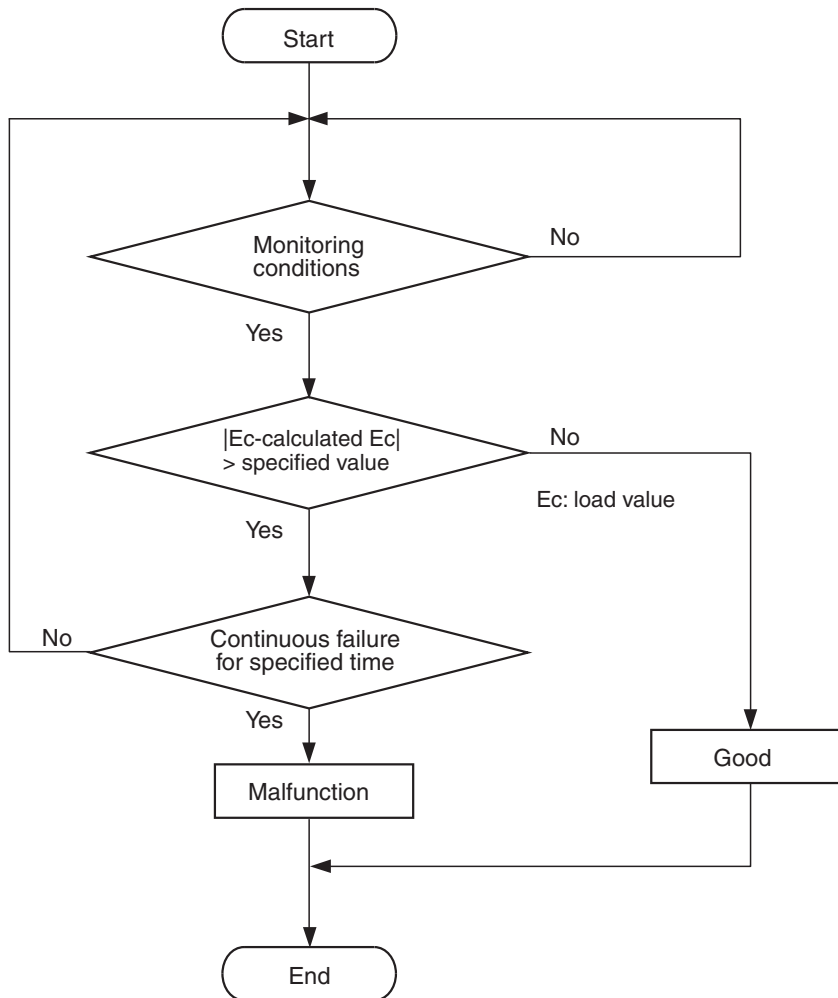 Start
Monitoring
conditions
No
Yes
|Ec-calculated Ec|
> specified value
No
Ec: load value
Yes
Continuous failure
for specified time
No
Yes
Malfunction
Good
End